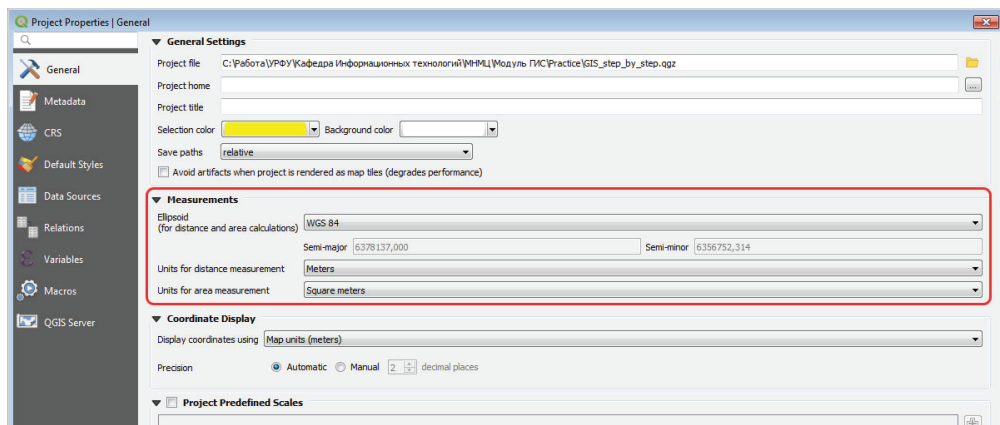 Project Properties | General
General
Metadata
CRS
Default Styles
Data Sources
Relations
Variables
Macros
QGIS Server
General Settings
Project file C:\Работа\УРФУ\Кафедра Информационных технологий\МНМЦ\Модуль ГИС\Practice\GIS_step_by_step.qgz
Project home ...
Project title
Selection color Background color
Save paths relative
Avoid artifacts when project is rendered as map tiles (degrades performance)
Measurements
Ellipsoid
(for distance and area calculations) WGS 84
Semi-major 6378137,000 Semi-minor 6356752,314
Units for distance measurement Meters
Units for area measurement Square meters
Coordinate Display
Display coordinates using Map units (meters)
Precision Automatic Manual 2 decimal places
Project Predefined Scales